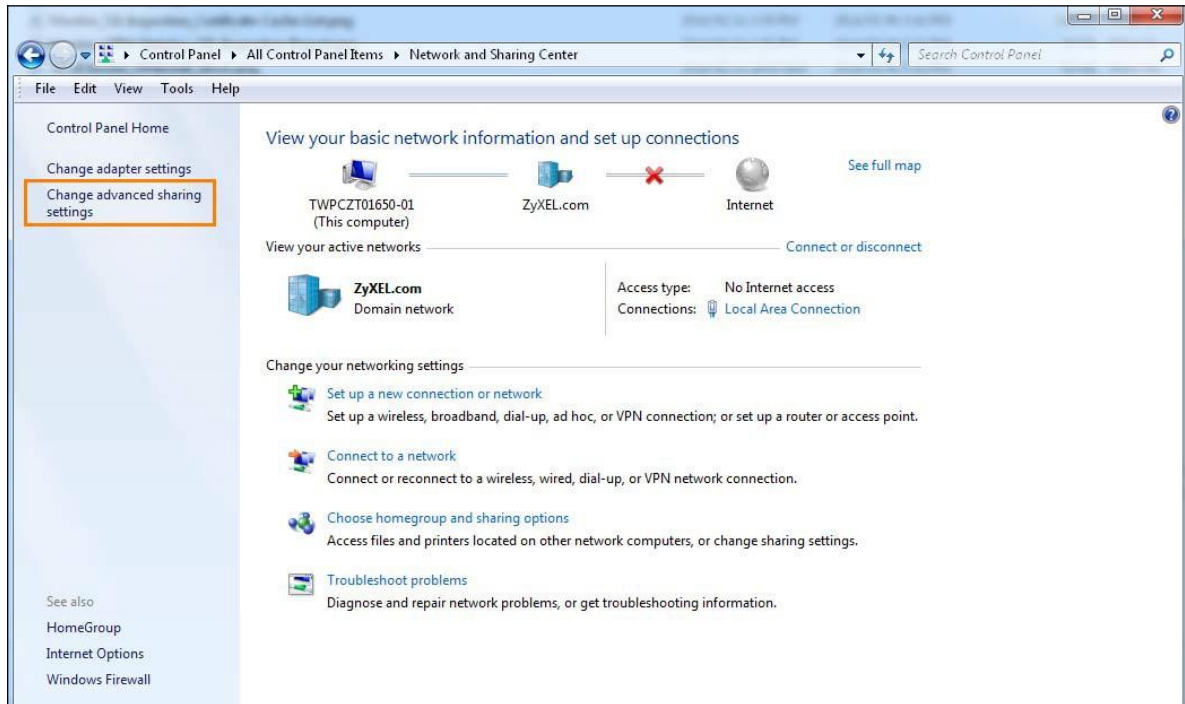 Control Panel ▸ All Control Panel Items ▸ Network and Sharing Center
Search Control Panel
File Edit View Tools Help
Control Panel Home
Change adapter settings
Change advanced sharing
settings
See also
HomeGroup
Internet Options
Windows Firewall
View your basic network information and set up connections
See full map
TWPCZT01650-01
(This computer)
ZyXEL.com
Internet
View your active networks
Connect or disconnect
ZyXEL.com
Domain network
Access type: No Internet access
Connections: Local Area Connection
Change your networking settings
Set up a new connection or network
Set up a wireless, broadband, dial-up, ad hoc, or VPN connection; or set up a router or access point.
Connect to a network
Connect or reconnect to a wireless, wired, dial-up, or VPN network connection.
Choose homegroup and sharing options
Access files and printers located on other network computers, or change sharing settings.
Troubleshoot problems
Diagnose and repair network problems, or get troubleshooting information.